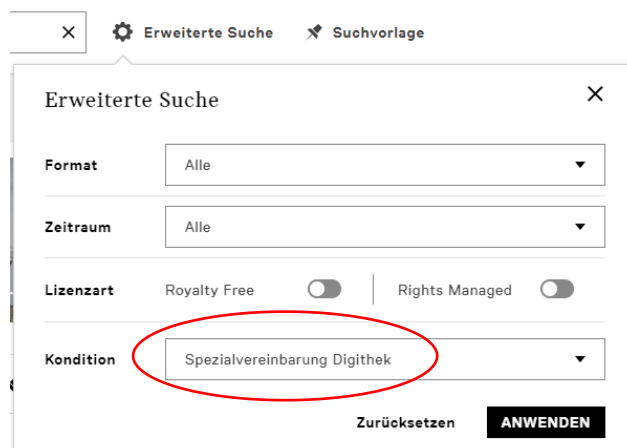 Erweiterte Suche Suchvorlage
Erweiterte Suche
Format Alle
Zeitraum Alle
Lizenzart Royalty Free Rights Managed
Kondition Spezialvereinbarung Digithek
Zurücksetzen ANWENDEN